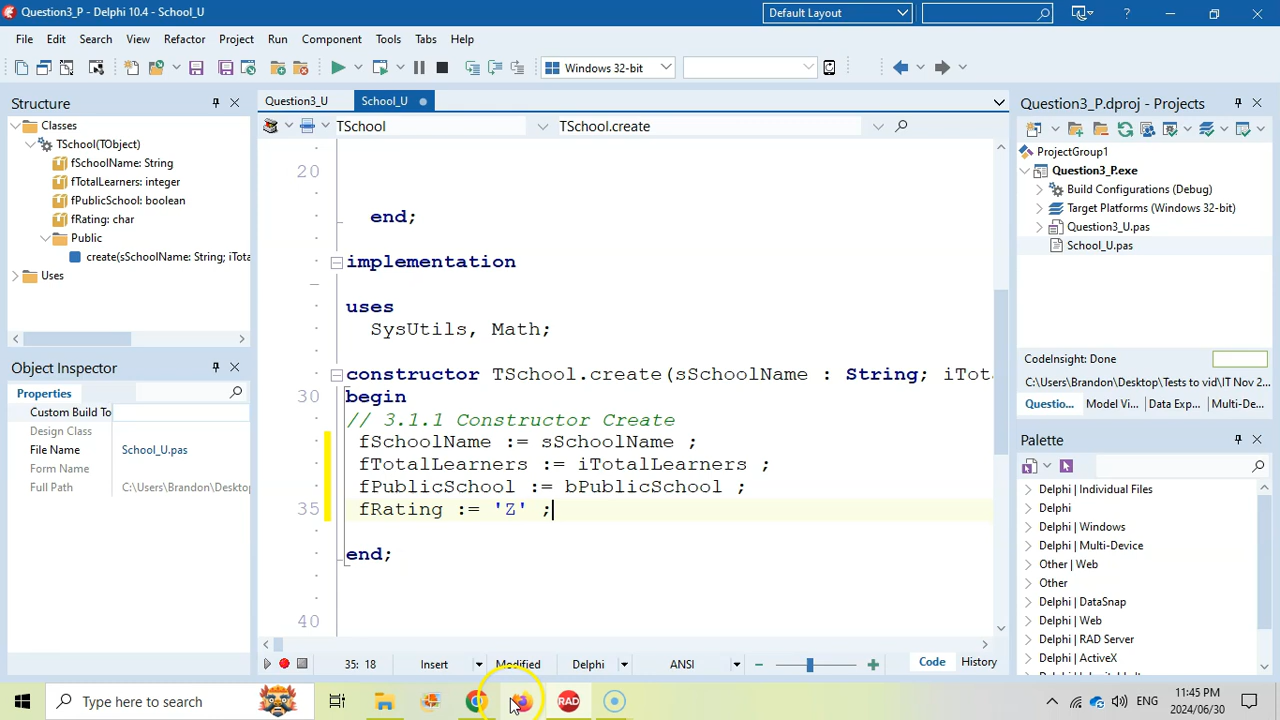 Question3_P - Delphi 10.4 - School_U
Default Layout
File Edit Search View Refactor Project Run Component Tools Tabs Help
Windows 32-bit
Structure
Classes
TSchool(TObject)
fSchoolName: String
fTotalLearners: integer
fPublicSchool: boolean
fRating: char
Public
create(sSchoolName: String; iTota
Uses
Object Inspector
Properties
Custom Build To
Design Class
File Name School_U.pas
Form Name
Full Path C:\Users\Brandon\Deskto
Question3_U School_U
TSchool TSchool.create
20
end;
implementation
uses
SysUtils, Math;
constructor TSchool.create(sSchoolName : String; iTot
30 begin
// 3.1.1 Constructor Create
fSchoolName := sSchoolName ;
fTotalLearners := iTotalLearners ;
fPublicSchool := bPublicSchool ;
35 fRating := 'Z' ;
end;
40
35: 18 Insert Modified Delphi ANSI Code History
Question3_P.dproj - Projects
ProjectGroup1
Question3_P.exe
Build Configurations (Debug)
Target Platforms (Windows 32-bit)
Question3_U.pas
School_U.pas
CodeInsight: Done
C:\Users\Brandon\Desktop\Tests to vid\IT Nov 2
Questio... Model Vi... Data Exp... Multi-De...
Palette
Delphi | Individual Files
Delphi
Delphi | Windows
Delphi | Multi-Device
Other | Web
Other
Delphi | DataSnap
Delphi | Web
Delphi | RAD Server
Delphi | ActiveX
Type here to search
RAD
ENG
11:45 PM
2024/06/30